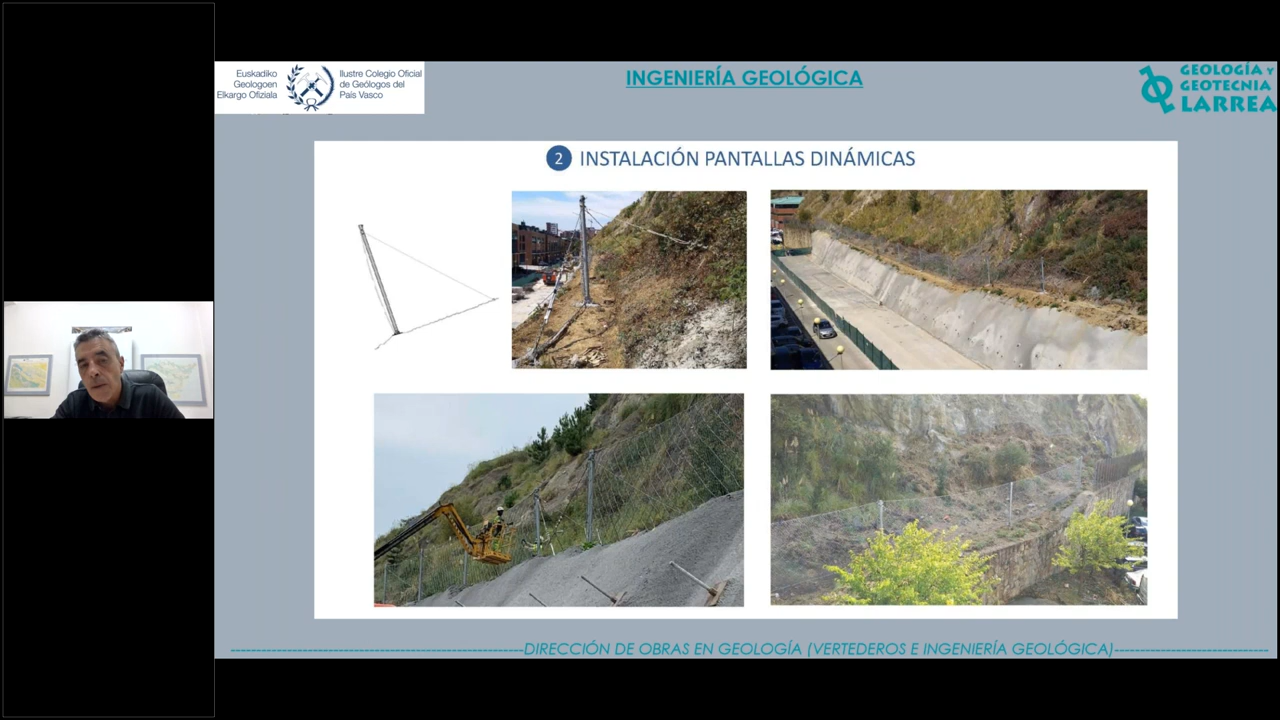 Euskadiko
Geologoen
Elkargo Ofiziala
Ilustre Colegio Oficial
de Geólogos del
País Vasco
INGENIERÍA GEOLÓGICA
GEOLOGÍA Y
GEOTECNIA
LARREA
2 INSTALACIÓN PANTALLAS DINÁMICAS
DIRECCIÓN DE OBRAS EN GEOLOGÍA (VERTEDEROS E INGENIERÍA GEOLÓGICA)